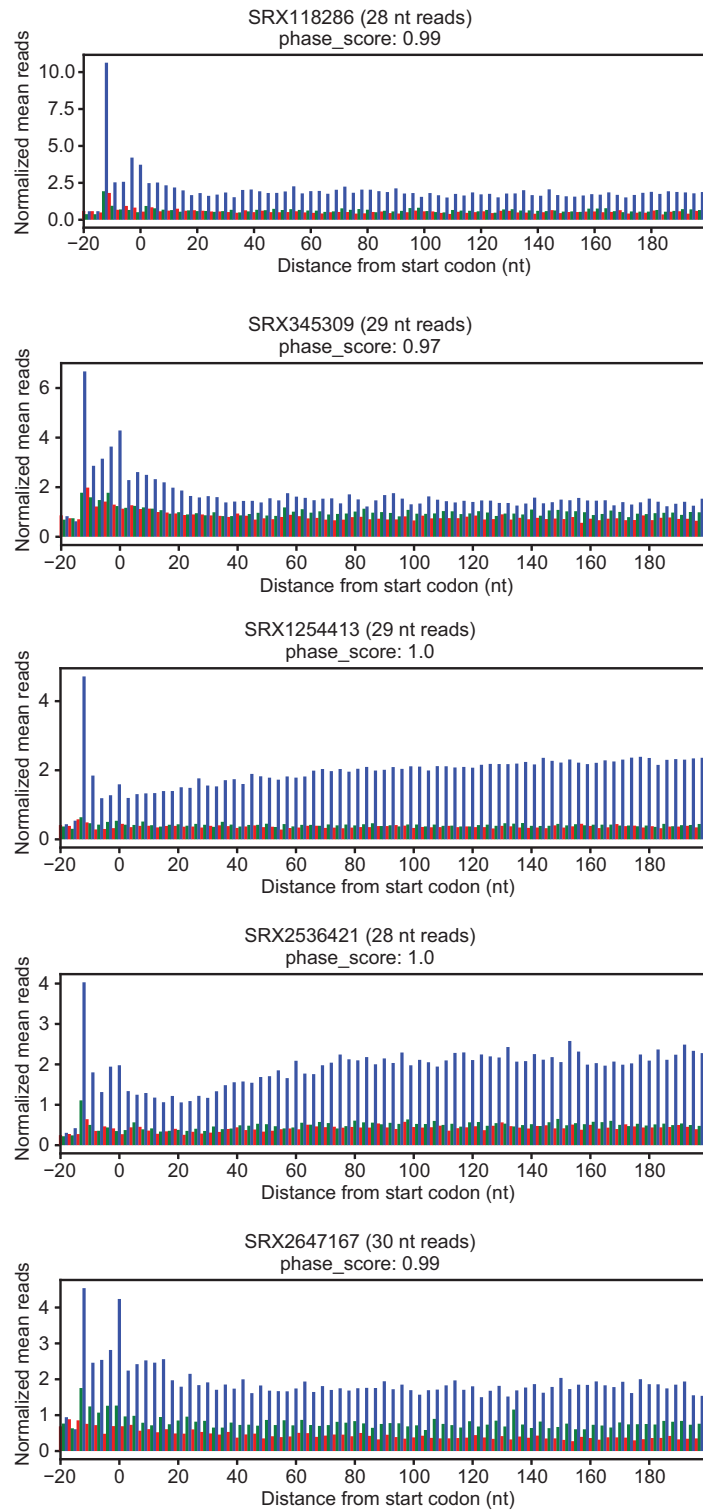 SRX118286 (28 nt reads)
phase_score: 0.99
Normalized mean reads
10.0
7.5
5.0
2.5
0.0
−20 0 20 40 60 80 100 120 140 160 180
Distance from start codon (nt)
SRX345309 (29 nt reads)
phase_score: 0.97
Normalized mean reads
6
4
2
0
−20 0 20 40 60 80 100 120 140 160 180
Distance from start codon (nt)
SRX1254413 (29 nt reads)
phase_score: 1.0
Normalized mean reads
4
2
0
−20 0 20 40 60 80 100 120 140 160 180
Distance from start codon (nt)
SRX2536421 (28 nt reads)
phase_score: 1.0
Normalized mean reads
4
3
2
1
0
−20 0 20 40 60 80 100 120 140 160 180
Distance from start codon (nt)
SRX2647167 (30 nt reads)
phase_score: 0.99
Normalized mean reads
4
3
2
1
0
−20 0 20 40 60 80 100 120 140 160 180
Distance from start codon (nt)